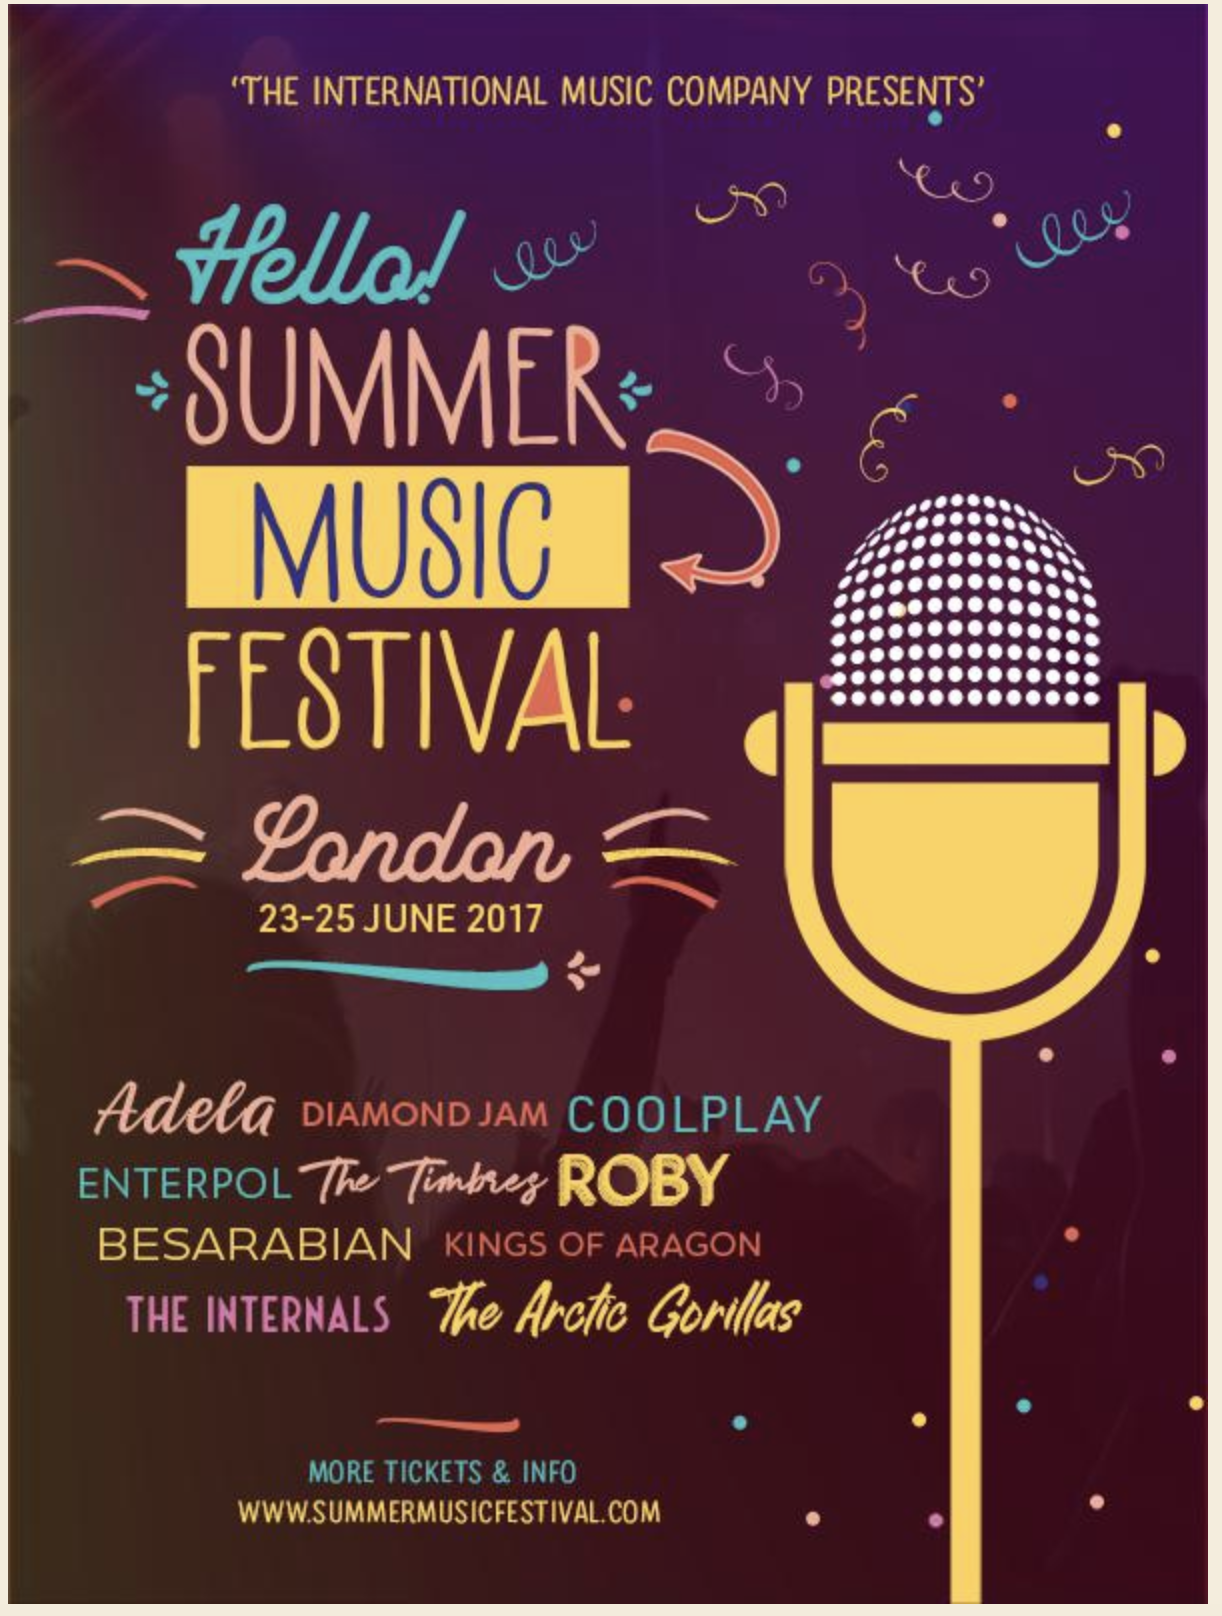 ‘THE INTERNATIONAL MUSIC COMPANY PRESENTS’
Hello!
SUMMER
MUSIC
FESTIVAL
London
23-25 JUNE 2017
Adela DIAMOND JAM COOLPLAY
ENTERPOL The Timbres ROBY
BESARABIAN KINGS OF ARAGON
THE INTERNALS The Arctic Gorillas
MORE TICKETS & INFO
WWW.SUMMERMUSICFESTIVAL.COM